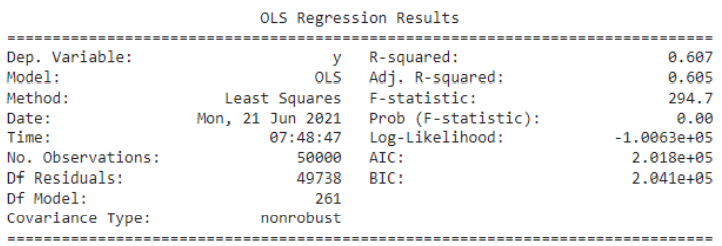 OLS Regression Results
==============================================================================
Dep. Variable: y R-squared: 0.607
Model: OLS Adj. R-squared: 0.605
Method: Least Squares F-statistic: 294.7
Date: Mon, 21 Jun 2021 Prob (F-statistic): 0.00
Time: 07:48:47 Log-Likelihood: -1.0063e+05
No. Observations: 50000 AIC: 2.018e+05
Df Residuals: 49738 BIC: 2.041e+05
Df Model: 261
Covariance Type: nonrobust
==============================================================================